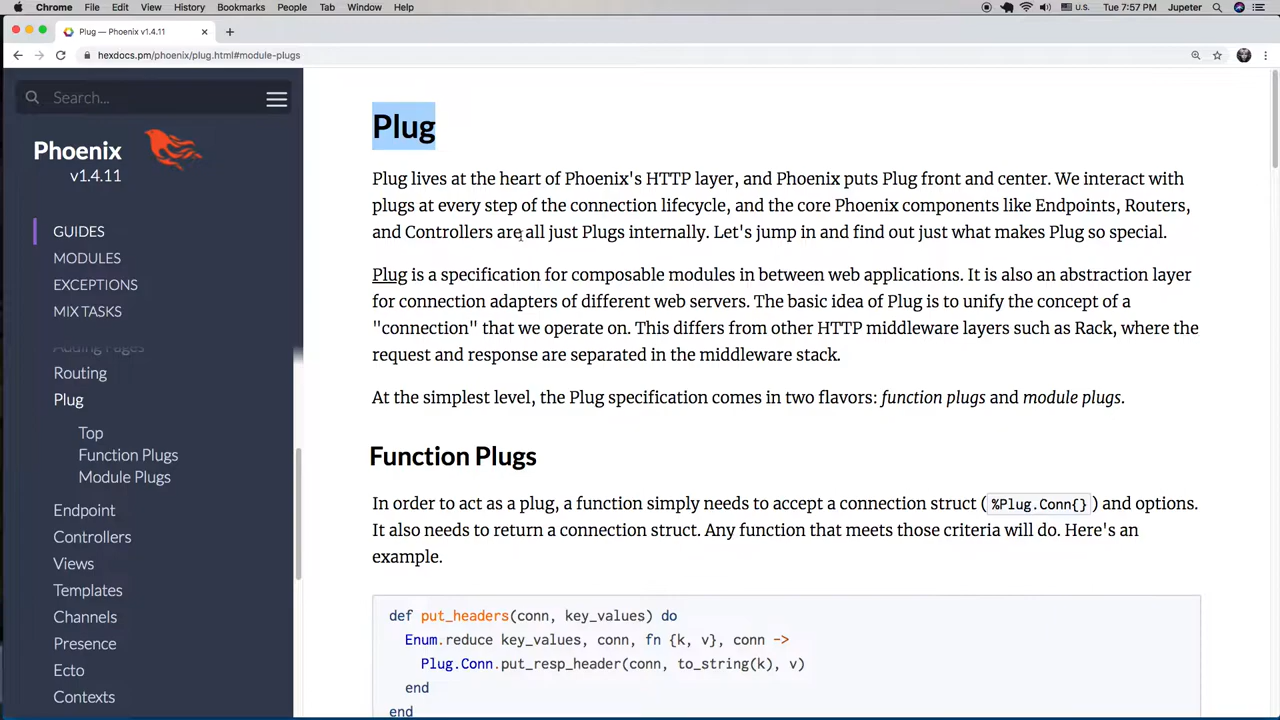 Chrome File Edit View History Bookmarks People Tab Window Help U.S. Tue 7:57 PM Jupeter
Plug — Phoenix v1.4.11
hexdocs.pm/phoenix/plug.html#module-plugs
Search...
Phoenix
v1.4.11
GUIDES
MODULES
EXCEPTIONS
MIX TASKS
Adding Pages
Routing
Plug
Top
Function Plugs
Module Plugs
Endpoint
Controllers
Views
Templates
Channels
Presence
Ecto
Contexts
Plug
Plug lives at the heart of Phoenix's HTTP layer, and Phoenix puts Plug front and center. We interact with
plugs at every step of the connection lifecycle, and the core Phoenix components like Endpoints, Routers,
and Controllers are all just Plugs internally. Let's jump in and find out just what makes Plug so special.
Plug is a specification for composable modules in between web applications. It is also an abstraction layer
for connection adapters of different web servers. The basic idea of Plug is to unify the concept of a
"connection" that we operate on. This differs from other HTTP middleware layers such as Rack, where the
request and response are separated in the middleware stack.
At the simplest level, the Plug specification comes in two flavors: function plugs and module plugs.
Function Plugs
In order to act as a plug, a function simply needs to accept a connection struct ( %Plug.Conn{} ) and options.
It also needs to return a connection struct. Any function that meets those criteria will do. Here's an
example.
def put_headers(conn, key_values) do
Enum.reduce key_values, conn, fn {k, v}, conn ->
Plug.Conn.put_resp_header(conn, to_string(k), v)
end
end